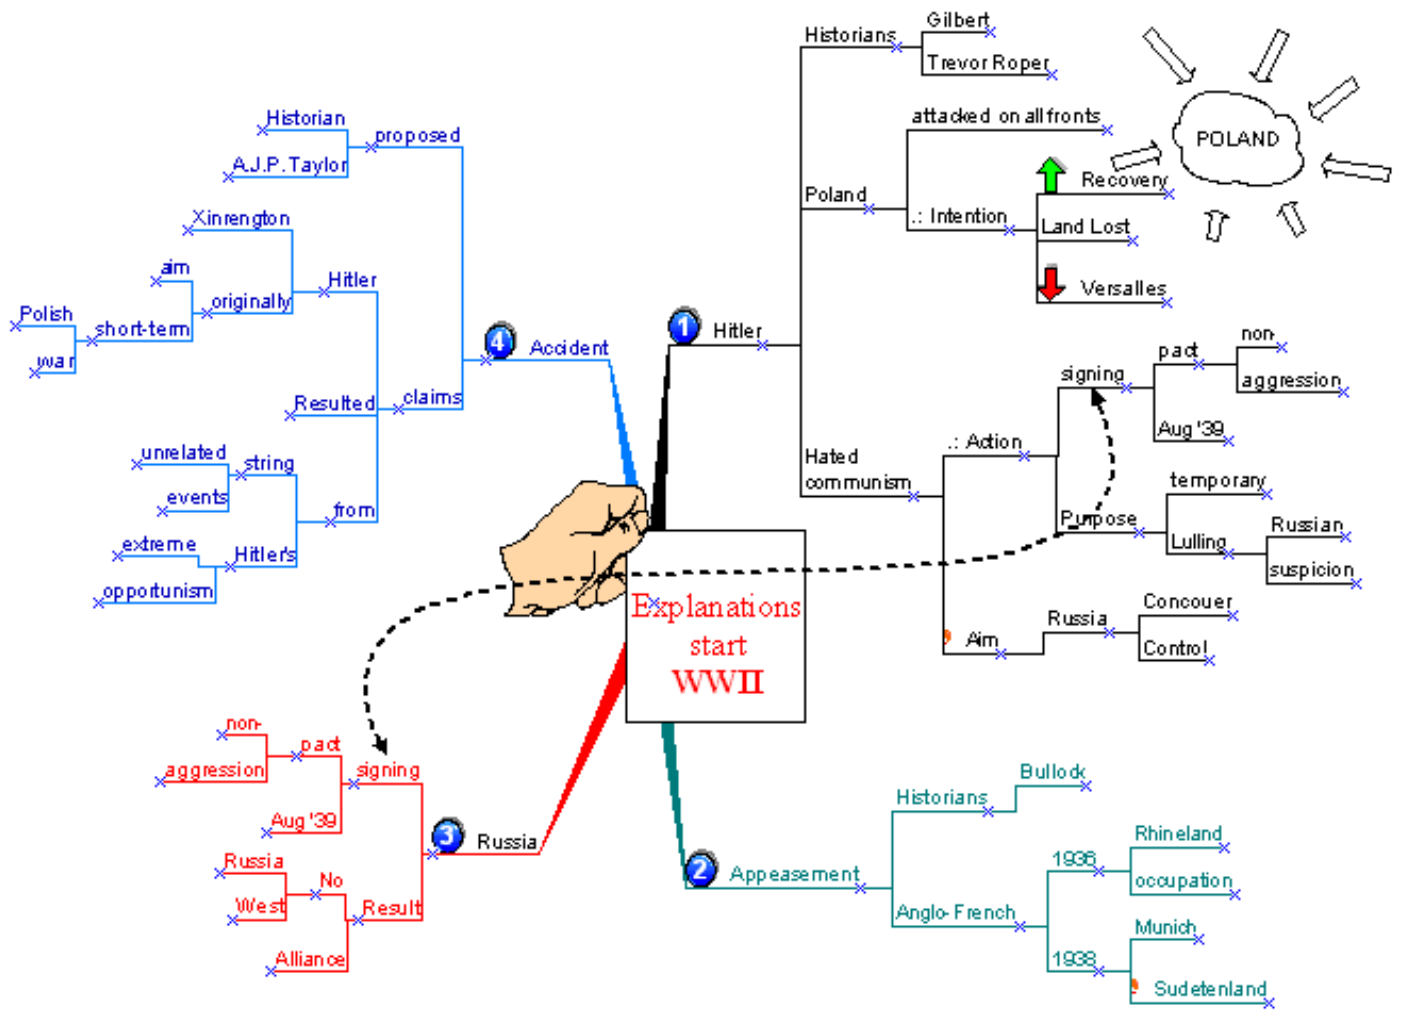 Explanations
start
WWII
1
Hitler
Historians
Gilbert
Trevor Roper
Poland
attacked on all fronts
.: Intention
Recovery
Land Lost
Versalles
POLAND
Hated
communism
.: Action
signing
pact
non-
aggression
Aug '39
Purpose
temporary
Lulling
Russian
suspicion
Aim
Russia
Concouer
Control
2
Appeasement
Historians
Bullock
Anglo-French
1936
Rhineland
occupation
1938
Munich
Sudetenland
3
Russia
signing
pact
non-
aggression
Aug '39
Result
No
Russia
West
Alliance
4
Accident
proposed
Historian
A.J.P. Taylor
claims
Hitler
Xinrengton
originally
aim
short-term
Polish
war
Resulted
from
string
unrelated
events
Hitler's
extreme
opportunism